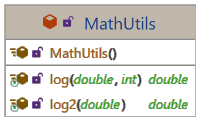 MathUtils
MathUtils()
log(double, int) double
log2(double) double